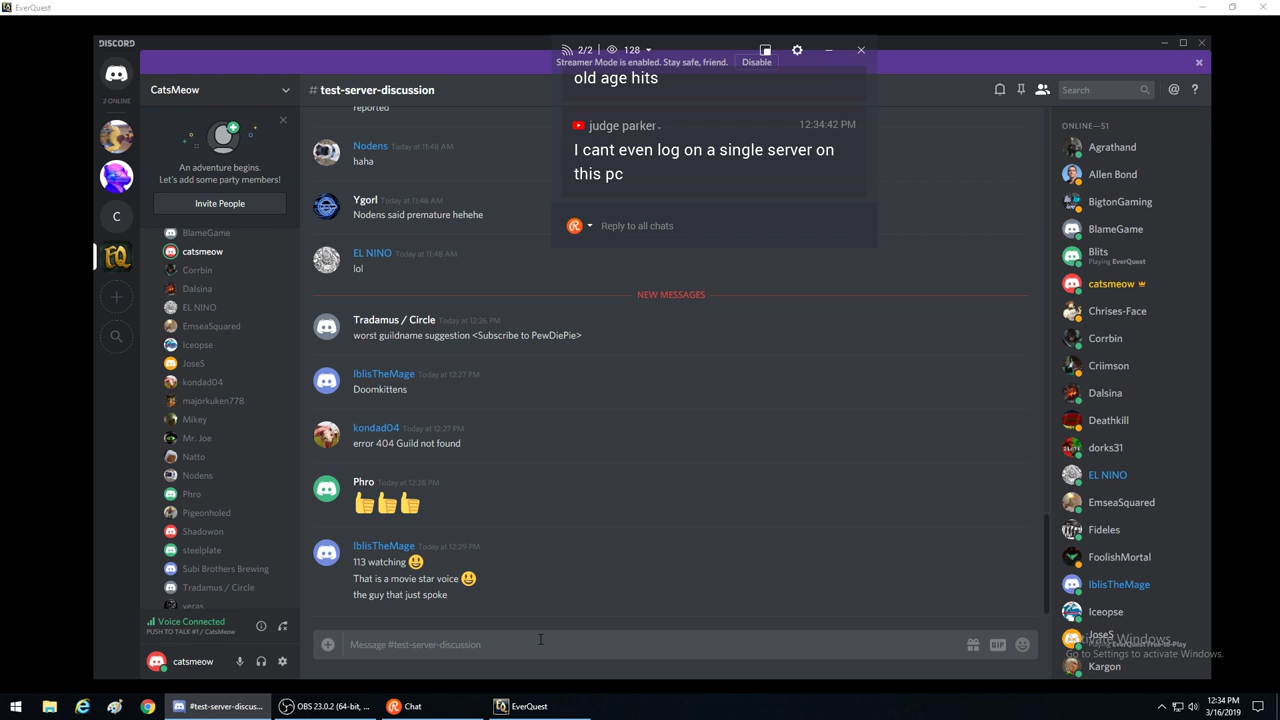 EverQuest
DISCORD
2/2
128
Streamer Mode is enabled. Stay safe, friend.
Disable
old age hits
judge parker
12:34:42 PM
I cant even log on a single server on
this pc
Reply to all chats
2 ONLINE
C
CatsMeow
An adventure begins.
Let's add some party members!
Invite People
BlameGame
catsmeow
Corrbin
Dalsina
EL NINO
EmseaSquared
Iceopse
JoseS
kondad04
majorkuken778
Mikey
Mr. Joe
Natto
Nodens
Phro
Pigeonholed
Shadowon
steelplate
Subi Brothers Brewing
Tradamus / Circle
veras
Voice Connected
PUSH TO TALK #1 / CatsMeow
catsmeow
# test-server-discussion
Search
reported
Nodens Today at 11:48 AM
haha
Ygorl Today at 11:48 AM
Nodens said premature hehehe
EL NINO Today at 11:48 AM
lol
NEW MESSAGES
Tradamus / Circle Today at 12:26 PM
worst guildname suggestion <Subscribe to PewDiePie>
IblisTheMage Today at 12:27 PM
Doomkittens
kondad04 Today at 12:27 PM
error 404 Guild not found
Phro Today at 12:28 PM
👍👍👍
IblisTheMage Today at 12:29 PM
113 watching 😃
That is a movie star voice 😃
the guy that just spoke
Message #test-server-discussion
GIF
ONLINE—51
Agrathand
Allen Bond
BigtonGaming
BlameGame
Blits
Playing EverQuest
catsmeow
Chrises-Face
Corrbin
Criimson
Dalsina
Deathkill
dorks31
EL NINO
EmseaSquared
Fideles
FoolishMortal
IblisTheMage
Iceopse
JoseS
Playing EverQuest Free-to-Play
Kargon
Activate Windows
Go to Settings to activate Windows.
#test-server-discus...
OBS 23.0.2 (64-bit, ...
Chat
EverQuest
12:34 PM
3/16/2019